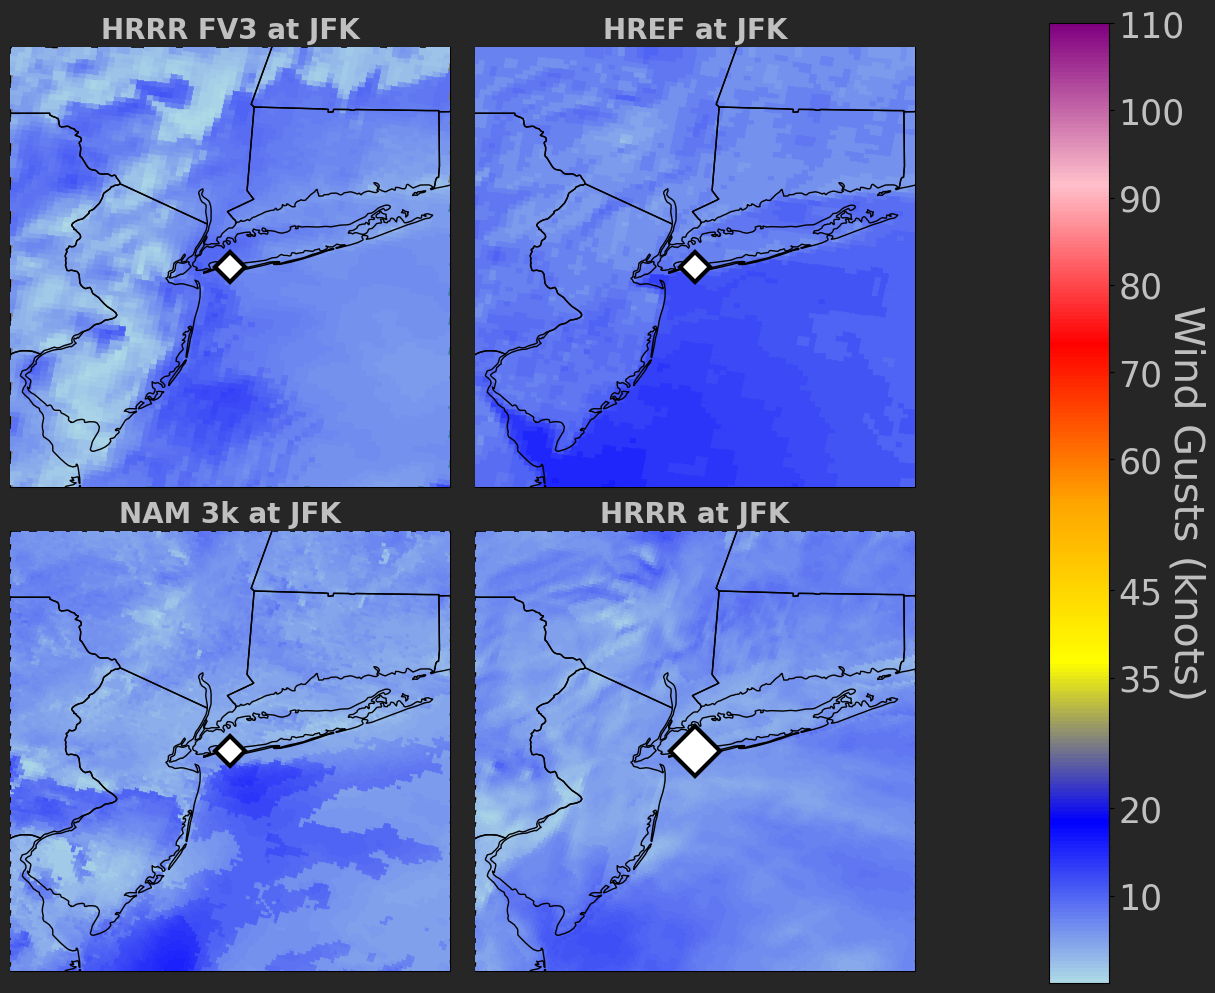 HRRR FV3 at JFK
HREF at JFK
NAM 3k at JFK
HRRR at JFK
110
100
90
80
70
60
45
35
20
10
Wind Gusts (knots)